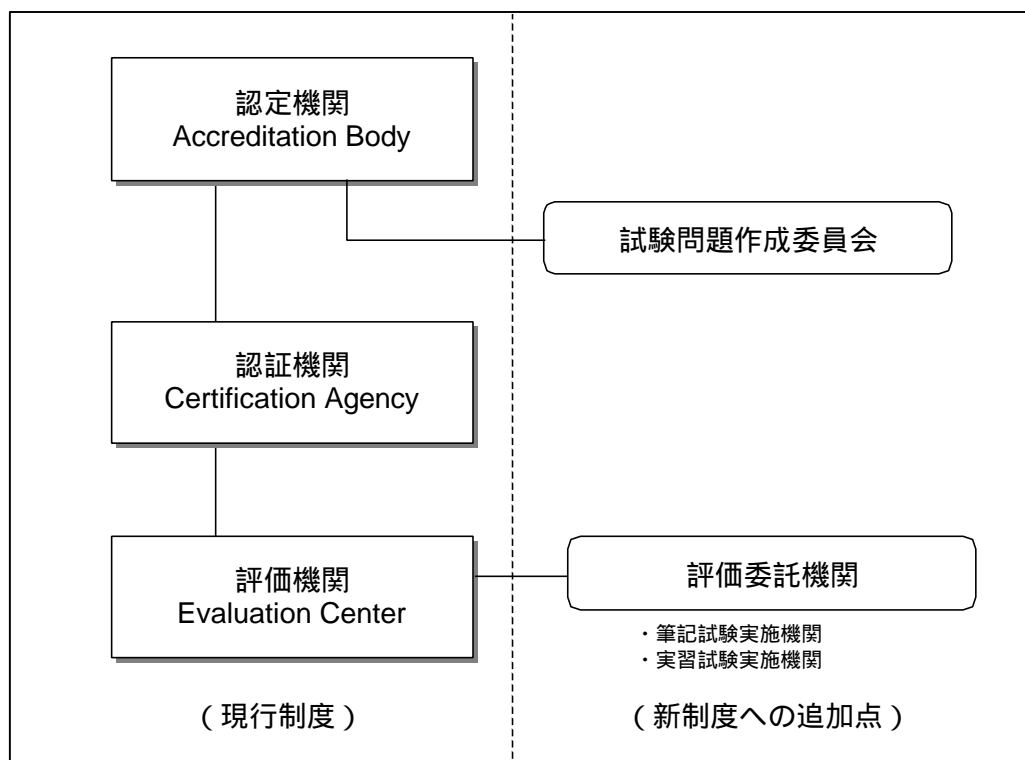 認定機関
Accreditation Body
試験問題作成委員会
認証機関
Certification Agency
評価機関
Evaluation Center
評価委託機関
・筆記試験実施機関
・実習試験実施機関
(現行制度)
(新制度への追加点)